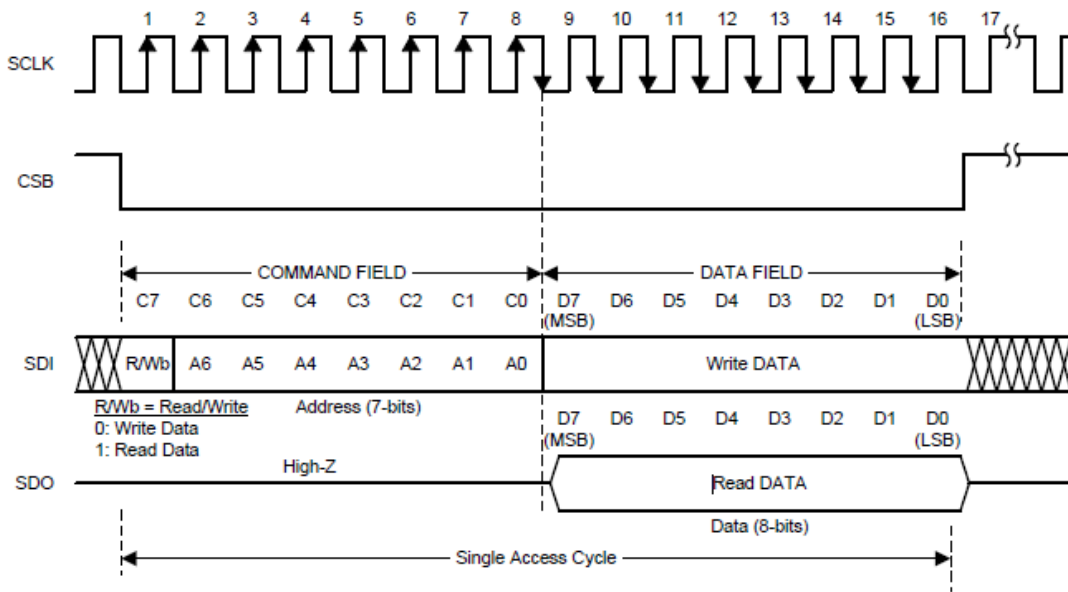 1 2 3 4 5 6 7 8 9 10 11 12 13 14 15 16 17
SCLK
CSB
COMMAND FIELD DATA FIELD
C7 C6 C5 C4 C3 C2 C1 C0 D7 D6 D5 D4 D3 D2 D1 D0
(MSB) (LSB)
SDI R/Wb A6 A5 A4 A3 A2 A1 A0 Write DATA
R/Wb = Read/Write Address (7-bits)
0: Write Data
1: Read Data
D7 D6 D5 D4 D3 D2 D1 D0
(MSB) (LSB)
High-Z
SDO Read DATA
Data (8-bits)
Single Access Cycle